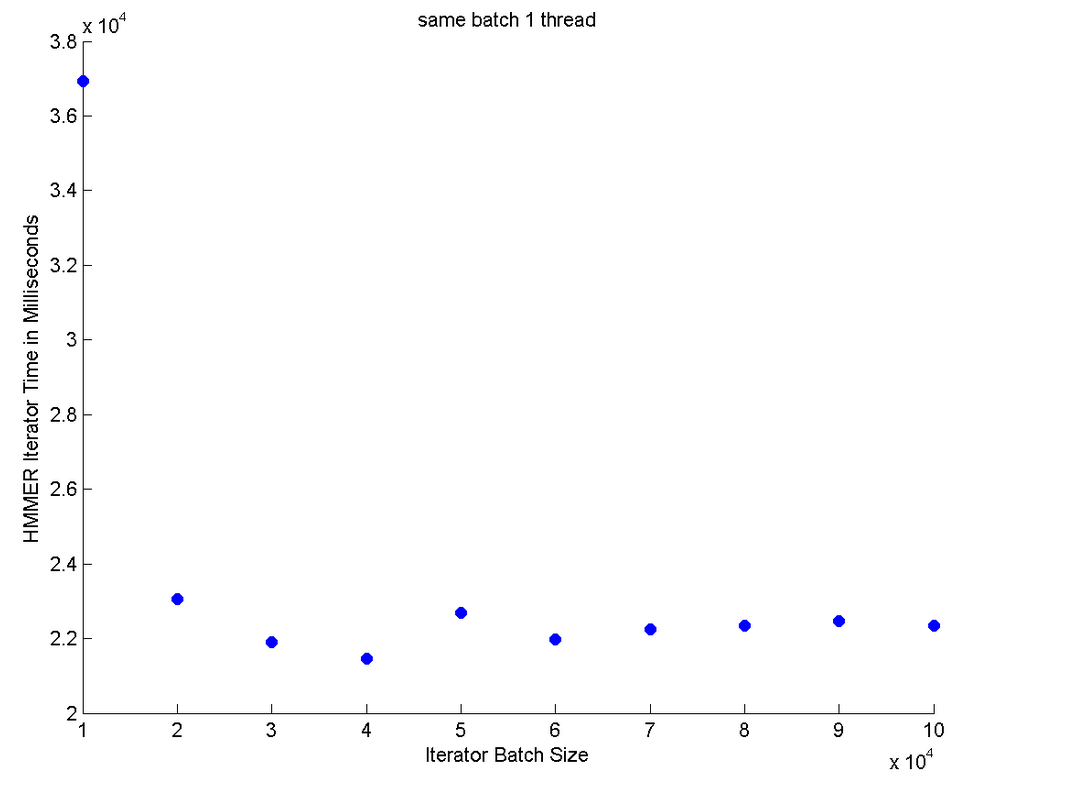 same batch 1 thread
x 10^4
3.8
3.6
3.4
3.2
3
2.8
2.6
2.4
2.2
2
HMMER Iterator Time in Milliseconds
1 2 3 4 5 6 7 8 9 10
Iterator Batch Size
x 10^4